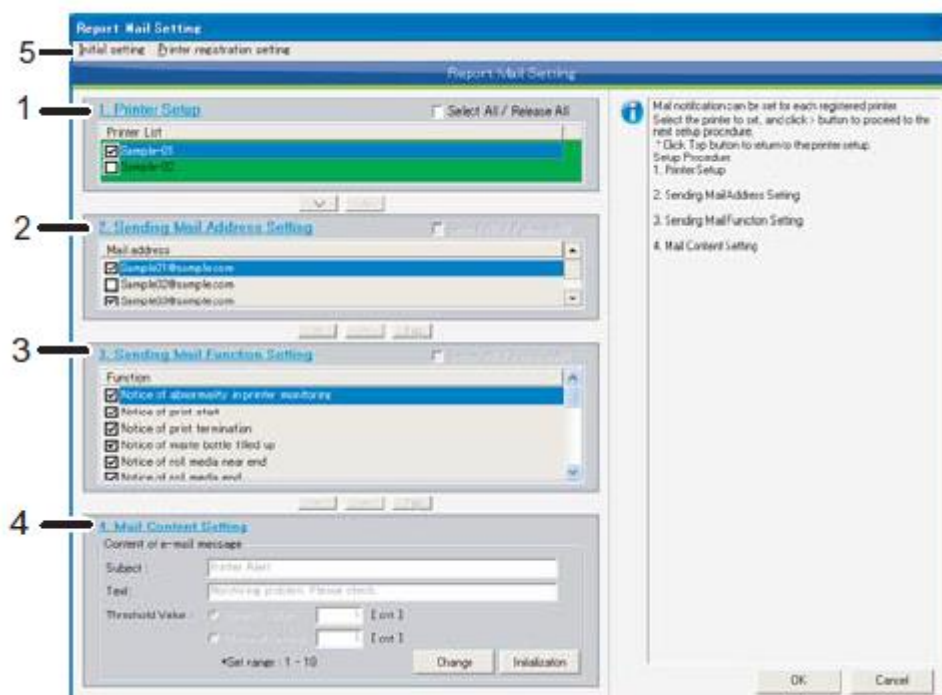 Report Mail Setting
5
Initial setting Printer registration setting
Report Mail Setting
1
1. Printer Setup
Select All / Release All
Printer List
Sample-01
Sample-02
2
2. Sending Mail Address Setting
Mail address
Sample01@sample.com
Sample02@sample.com
Sample03@sample.com
3
3. Sending Mail Function Setting
Function
Notice of abnormality in printer monitoring
Notice of print start
Notice of print termination
Notice of waste bottle filled up
Notice of roll media near end
Notice of roll media end
4
4. Mail Content Setting
Content of e-mail message
Subject :
Printer Alert
Text :
Monitoring problem. Please check.
Threshold Value :
*Set range : 1 - 10
Change
Initialization
Mail notification can be set for each registered printer.
Select the printer to set, and click > button to proceed to the
next setup procedure.
* Click Top button to return to the printer setup.
Setup Procedure
1. Printer Setup
2. Sending Mail Address Setting
3. Sending Mail Function Setting
4. Mail Content Setting
OK
Cancel